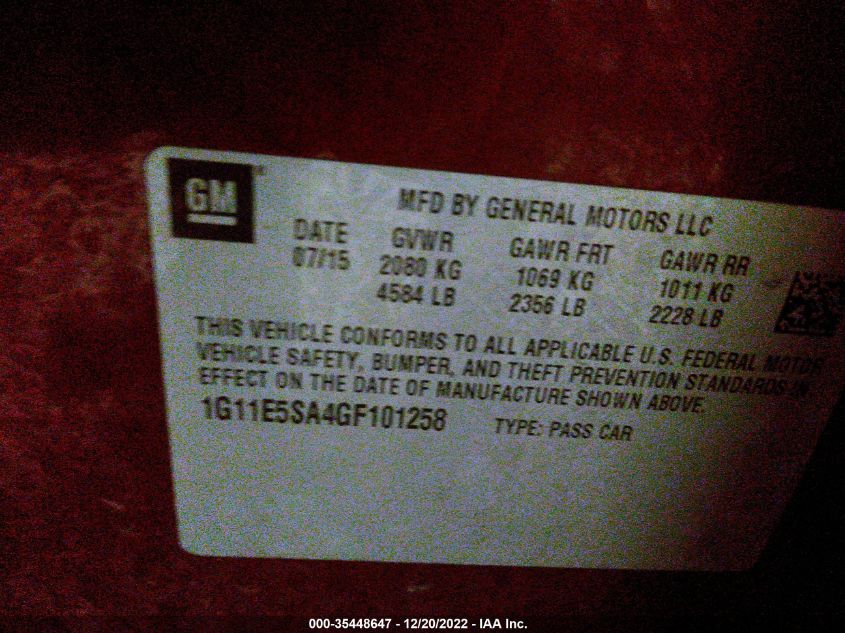 GM
MFD BY GENERAL MOTORS LLC
DATE GVWR GAWR FRT GAWR RR
07/15 2080 KG 1069 KG 1011 KG
4584 LB 2356 LB 2228 LB
THIS VEHICLE CONFORMS TO ALL APPLICABLE U.S. FEDERAL MOTOR
VEHICLE SAFETY, BUMPER, AND THEFT PREVENTION STANDARDS IN
EFFECT ON THE DATE OF MANUFACTURE SHOWN ABOVE.
1G11E5SA4GF101258 TYPE: PASS CAR
000-35448647 - 12/20/2022 - IAA Inc.